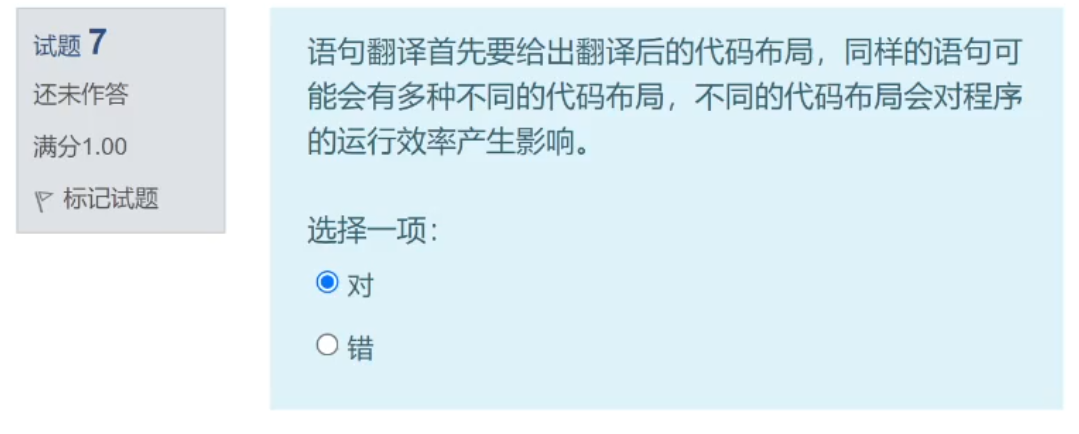 试题 7
还未作答
满分1.00
标记试题
语句翻译首先要给出翻译后的代码布局，同样的语句可
能会有多种不同的代码布局，不同的代码布局会对程序
的运行效率产生影响。
选择一项：
对
错